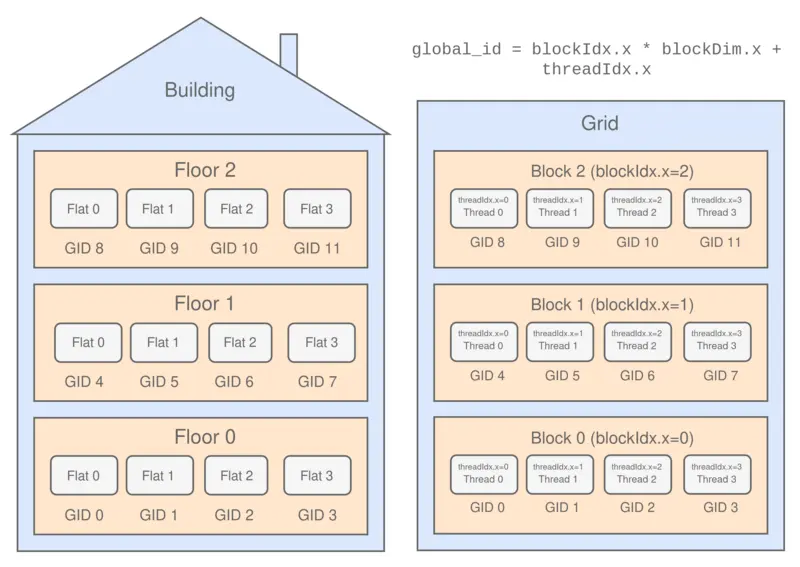 Building
Floor 2
Flat 0
Flat 1
Flat 2
Flat 3
GID 8
GID 9
GID 10
GID 11
Floor 1
Flat 0
Flat 1
Flat 2
Flat 3
GID 4
GID 5
GID 6
GID 7
Floor 0
Flat 0
Flat 1
Flat 2
Flat 3
GID 0
GID 1
GID 2
GID 3
global_id = blockIdx.x * blockDim.x +
threadIdx.x
Grid
Block 2 (blockIdx.x=2)
threadIdx.x=0
Thread 0
threadIdx.x=1
Thread 1
threadIdx.x=2
Thread 2
threadIdx.x=3
Thread 3
GID 8
GID 9
GID 10
GID 11
Block 1 (blockIdx.x=1)
threadIdx.x=0
Thread 0
threadIdx.x=1
Thread 1
threadIdx.x=2
Thread 2
threadIdx.x=3
Thread 3
GID 4
GID 5
GID 6
GID 7
Block 0 (blockIdx.x=0)
threadIdx.x=0
Thread 0
threadIdx.x=1
Thread 1
threadIdx.x=2
Thread 2
threadIdx.x=3
Thread 3
GID 0
GID 1
GID 2
GID 3